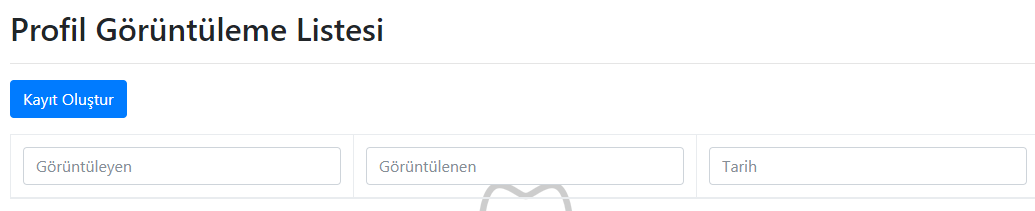 Profil Görüntüleme Listesi
Kayıt Oluştur
Görüntüleyen
Görüntülenen
Tarih